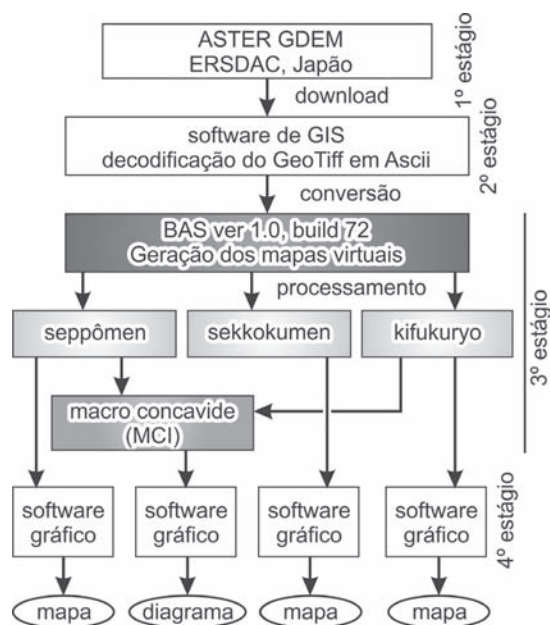 ASTER GDEM
ERSDAC, Japão
download
1º estágio
software de GIS
decodificação do GeoTiff em Ascii
conversão
2º estágio
BAS ver 1.0, build 72
Geração dos mapas virtuais
processamento
seppômen
sekkokumen
kifukuryo
macro concavide
(MCI)
3º estágio
software
gráfico
software
gráfico
software
gráfico
software
gráfico
4º estágio
mapa
diagrama
mapa
mapa